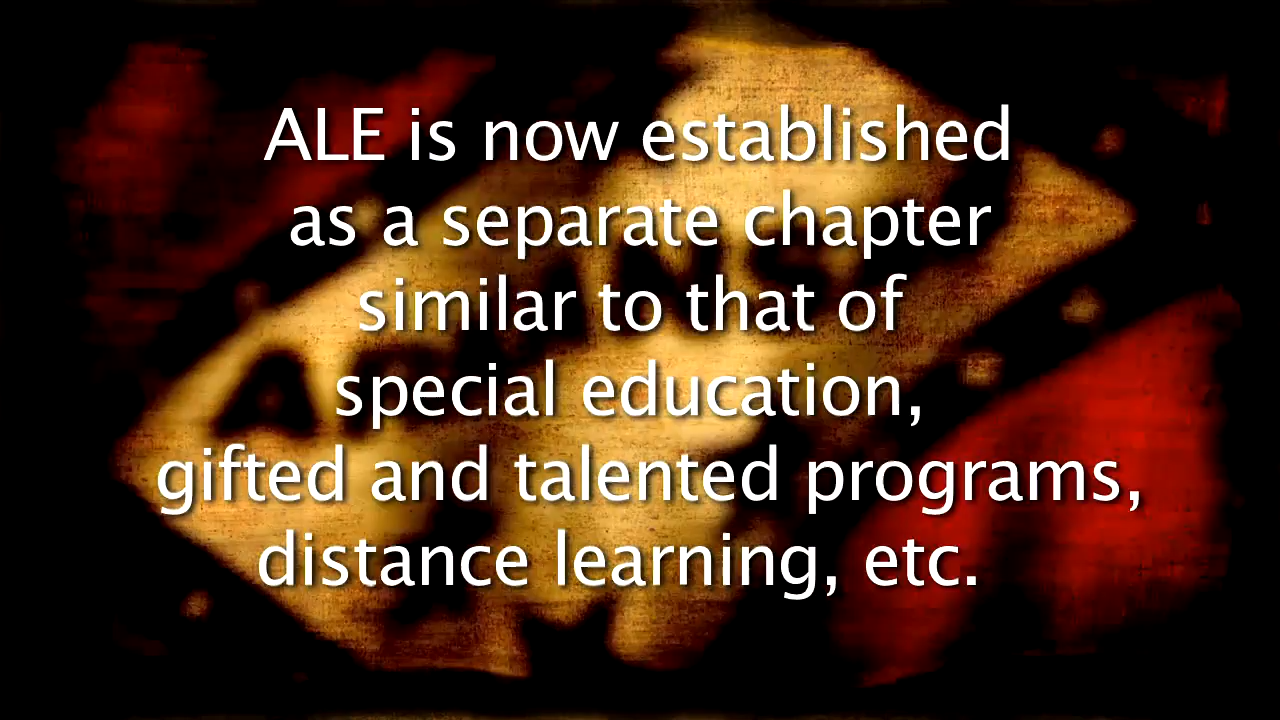 ALE is now established
as a separate chapter
similar to that of
special education,
gifted and talented programs,
distance learning, etc.